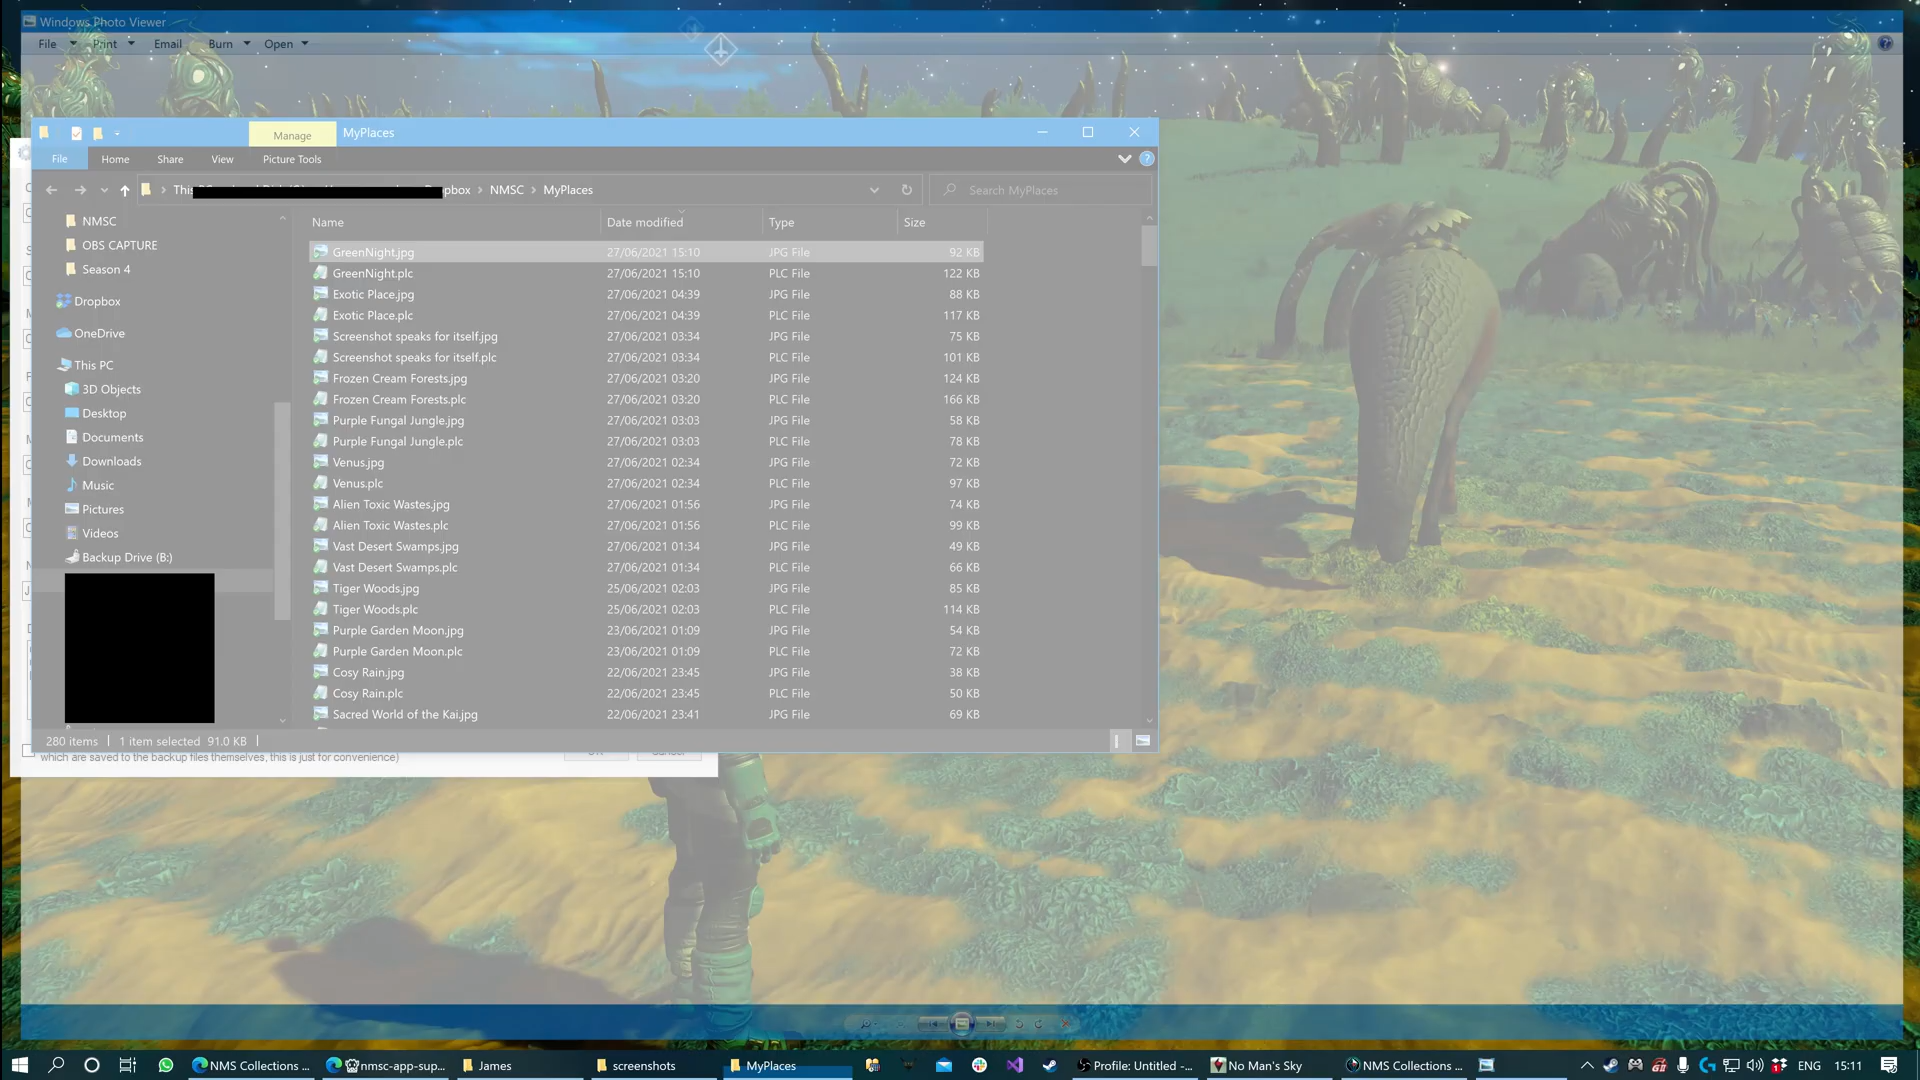 Windows Photo Viewer
File Print Email Burn Open
Manage MyPlaces
File Home Share View Picture Tools
NMSC MyPlaces
Search MyPlaces
Name Date modified Type Size
NMSC
OBS CAPTURE
Season 4
Dropbox
OneDrive
This PC
3D Objects
Desktop
Documents
Downloads
Music
Pictures
Videos
Backup Drive (B:)
GreenNight.jpg 27/06/2021 15:10 JPG File 92 KB
GreenNight.plc 27/06/2021 15:10 PLC File 122 KB
Exotic Place.jpg 27/06/2021 04:39 JPG File 88 KB
Exotic Place.plc 27/06/2021 04:39 PLC File 117 KB
Screenshot speaks for itself.jpg 27/06/2021 03:34 JPG File 75 KB
Screenshot speaks for itself.plc 27/06/2021 03:34 PLC File 101 KB
Frozen Cream Forests.jpg 27/06/2021 03:20 JPG File 124 KB
Frozen Cream Forests.plc 27/06/2021 03:20 PLC File 166 KB
Purple Fungal Jungle.jpg 27/06/2021 03:03 JPG File 58 KB
Purple Fungal Jungle.plc 27/06/2021 03:03 PLC File 78 KB
Venus.jpg 27/06/2021 02:34 JPG File 72 KB
Venus.plc 27/06/2021 02:34 PLC File 97 KB
Alien Toxic Wastes.jpg 27/06/2021 01:56 JPG File 74 KB
Alien Toxic Wastes.plc 27/06/2021 01:56 PLC File 99 KB
Vast Desert Swamps.jpg 27/06/2021 01:34 JPG File 49 KB
Vast Desert Swamps.plc 27/06/2021 01:34 PLC File 66 KB
Tiger Woods.jpg 25/06/2021 02:03 JPG File 85 KB
Tiger Woods.plc 25/06/2021 02:03 PLC File 114 KB
Purple Garden Moon.jpg 23/06/2021 01:09 JPG File 54 KB
Purple Garden Moon.plc 23/06/2021 01:09 PLC File 72 KB
Cosy Rain.jpg 22/06/2021 23:45 JPG File 38 KB
Cosy Rain.plc 22/06/2021 23:45 PLC File 50 KB
Sacred World of the Kai.jpg 22/06/2021 23:41 JPG File 69 KB
280 items 1 item selected 91.0 KB
which are saved to the backup files themselves, this is just for convenience)
NMS Collections ... nmsc-app-sup... James screenshots MyPlaces Profile: Untitled -... No Man's Sky NMS Collections ... ENG 15:11